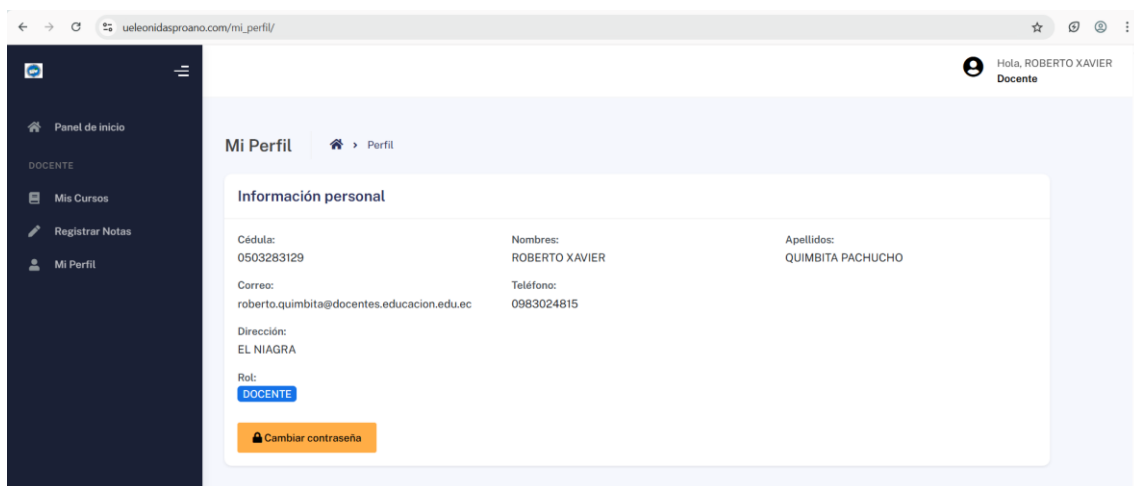 ueleonidasproano.com/mi_perfil/
Hola, ROBERTO XAVIER
Docente
Panel de inicio
DOCENTE
Mis Cursos
Registrar Notas
Mi Perfil
Mi Perfil
Perfil
Información personal
Cédula:
0503283129
Nombres:
ROBERTO XAVIER
Apellidos:
QUIMBITA PACHUCHO
Correo:
roberto.quimbita@docentes.educacion.edu.ec
Teléfono:
0983024815
Dirección:
EL NIAGRA
Rol:
DOCENTE
Cambiar contraseña